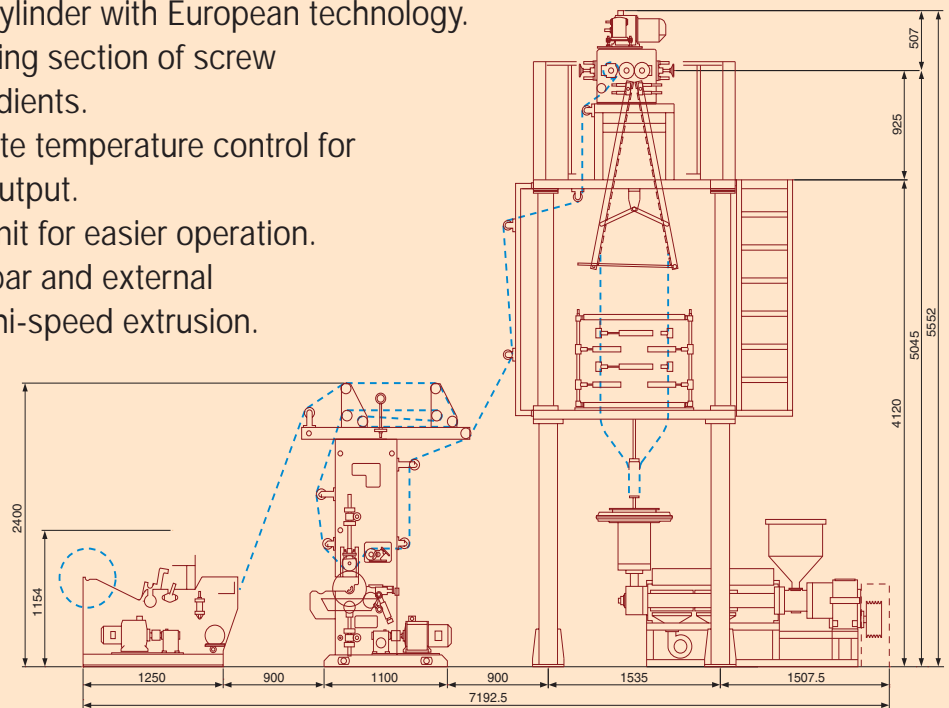 ylinder with European technology.
ing section of screw
dients.
te temperature control for
utput.
nit for easier operation.
bar and external
hi-speed extrusion.
507
925
5552
5045
4120
2400
1154
1250
900
1100
900
1535
1507.5
7192.5